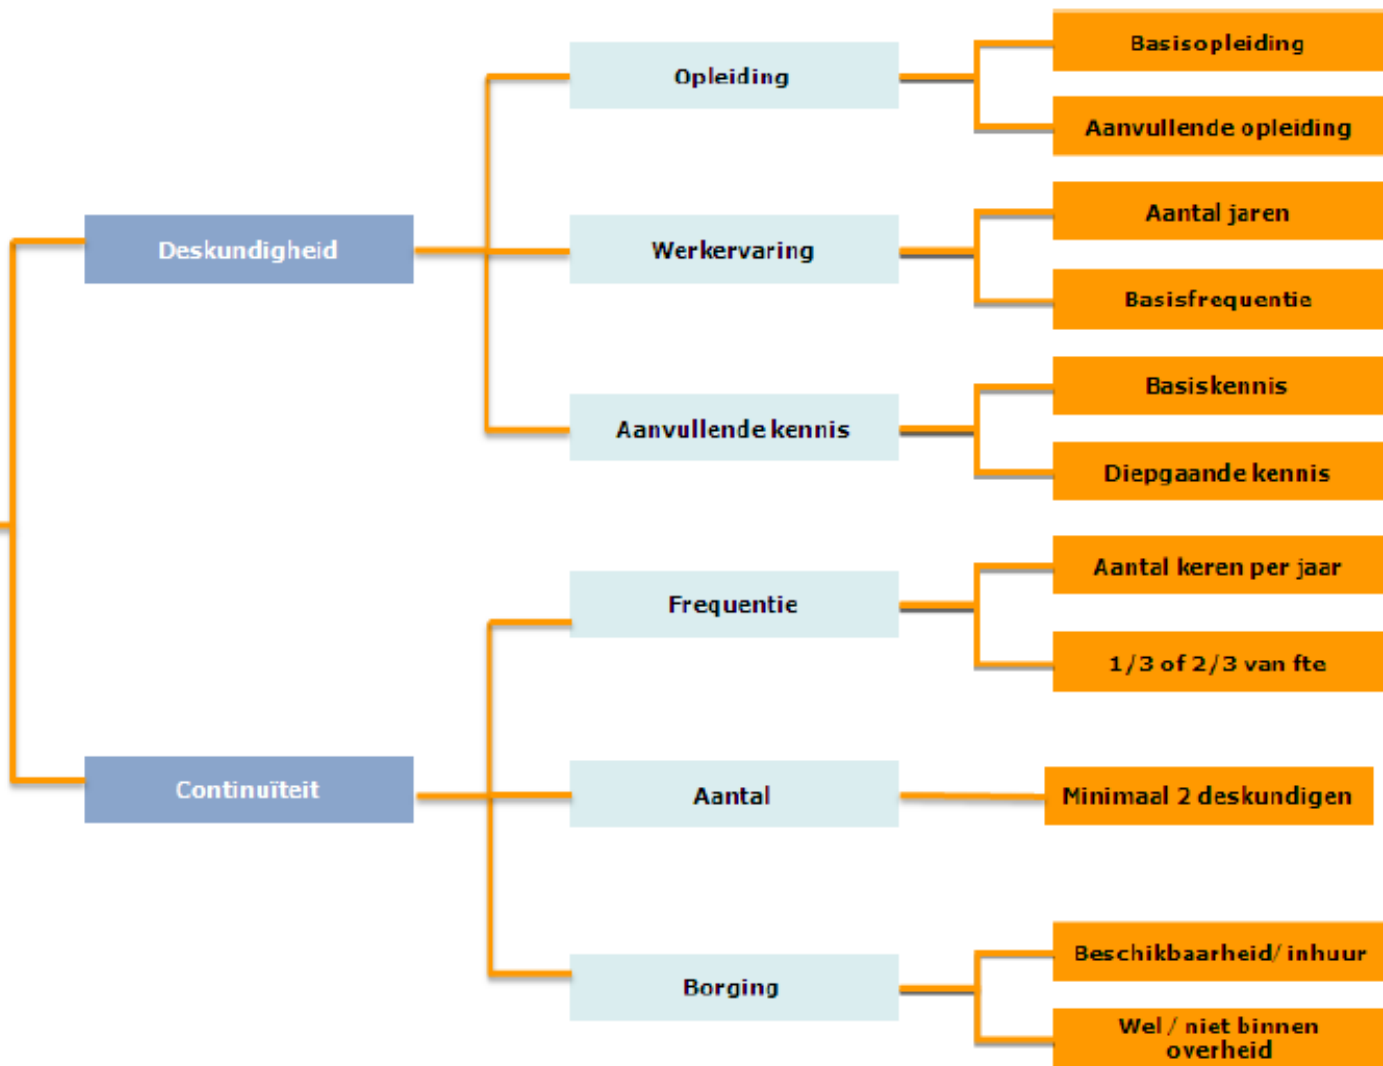 Basisopleiding
Opleiding
Aanvullende opleiding
Aantal jaren
Deskundigheid
Werkervaring
Basisfrequentie
Basiskennis
Aanvullende kennis
Diepgaande kennis
Aantal keren per jaar
Frequentie
1/3 of 2/3 van fte
Continuïteit
Aantal
Minimaal 2 deskundigen
Beschikbaarheid/ inhuur
Borging
Wel / niet binnen
overheid